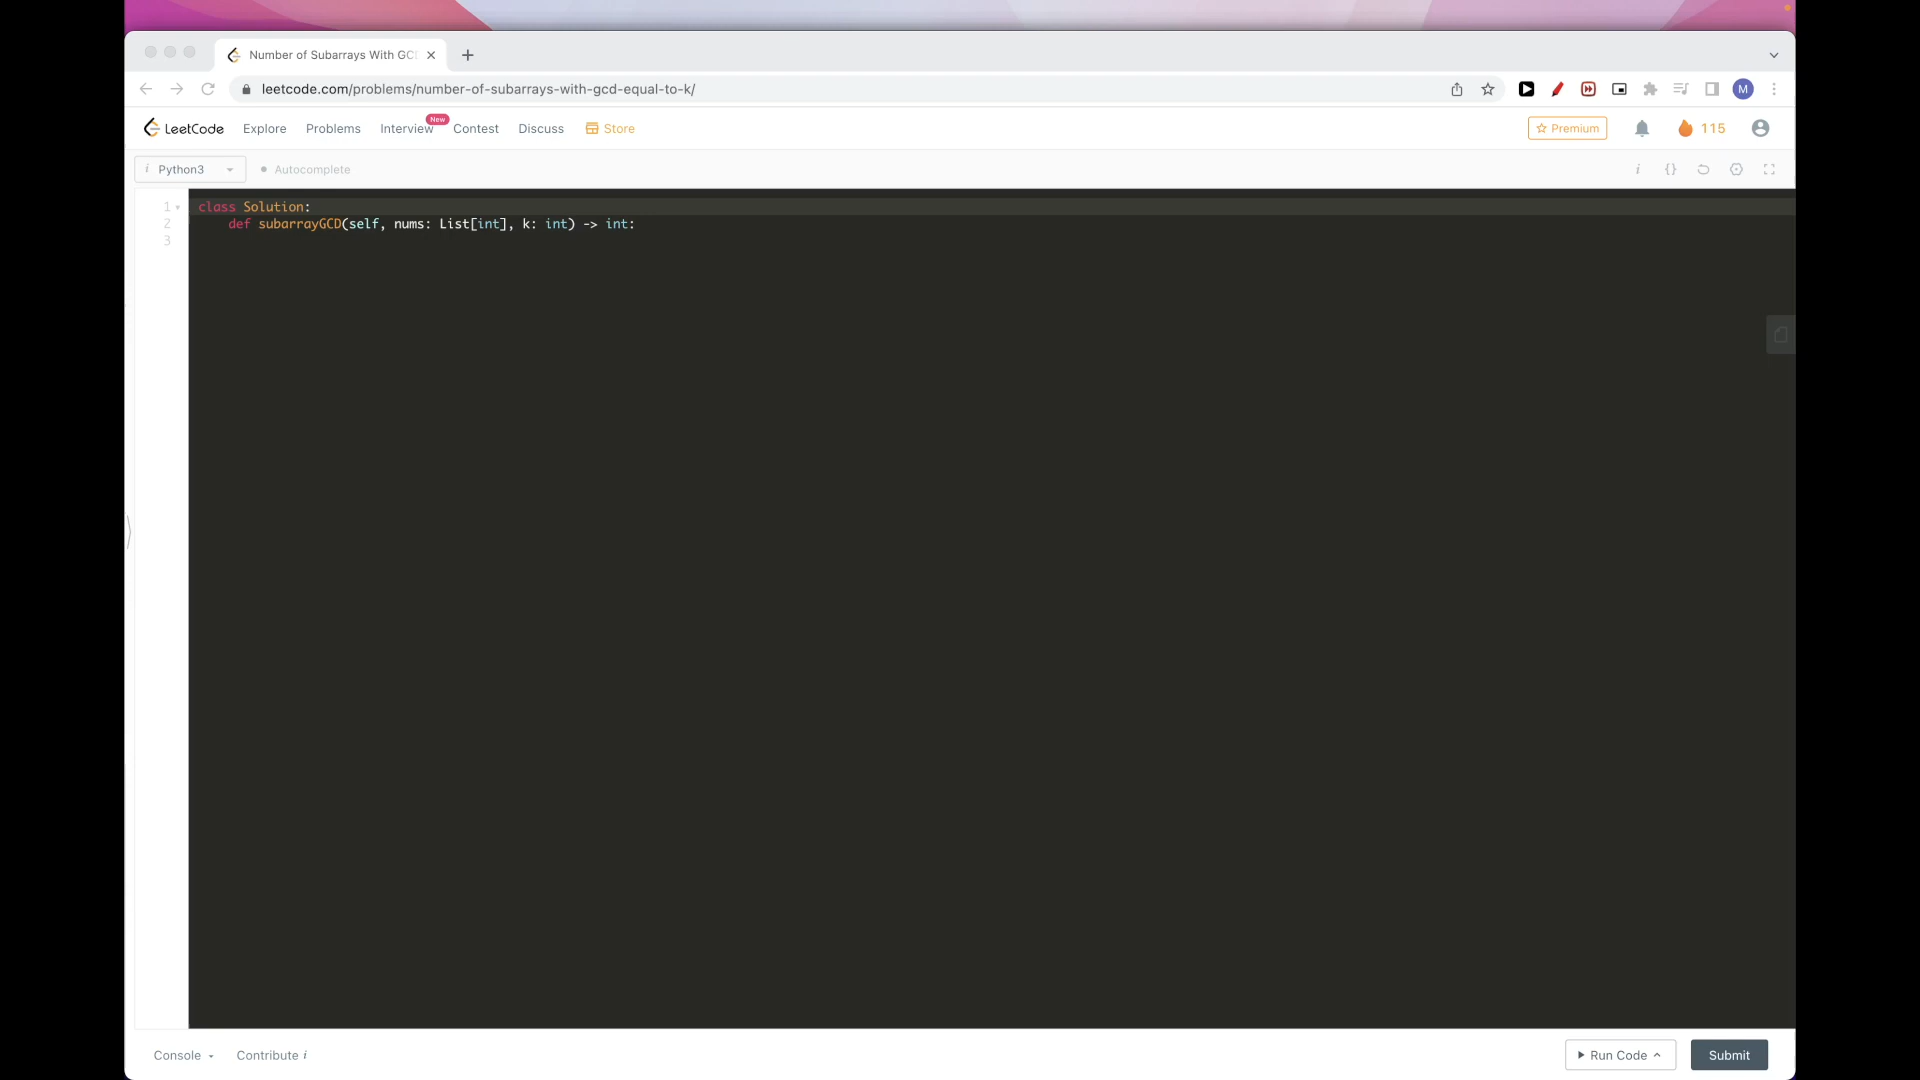 Number of Subarrays With GC
leetcode.com/problems/number-of-subarrays-with-gcd-equal-to-k/
M
LeetCode Explore Problems Interview New Contest Discuss Store Premium 115
i Python3 Autocomplete i {}
1 class Solution:
2 def subarrayGCD(self, nums: List[int], k: int) -> int:
3
Console Contribute i Run Code Submit